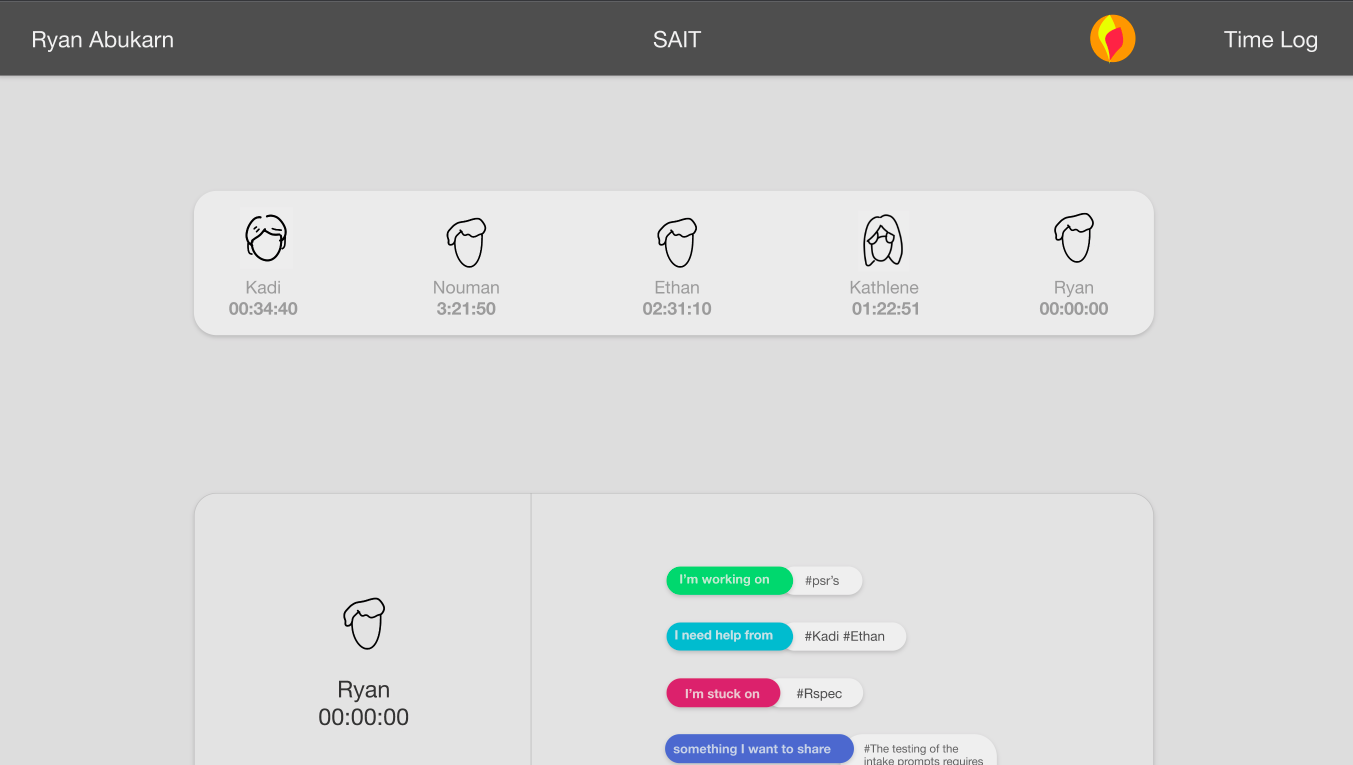 Ryan Abukarn
SAIT
Time Log
Kadi
00:34:40
Nouman
3:21:50
Ethan
02:31:10
Kathlene
01:22:51
Ryan
00:00:00
Ryan
00:00:00
I'm working on
#psr's
I need help from
#Kadi #Ethan
I'm stuck on
#Rspec
something I want to share
#The testing of the
intake prompts requires